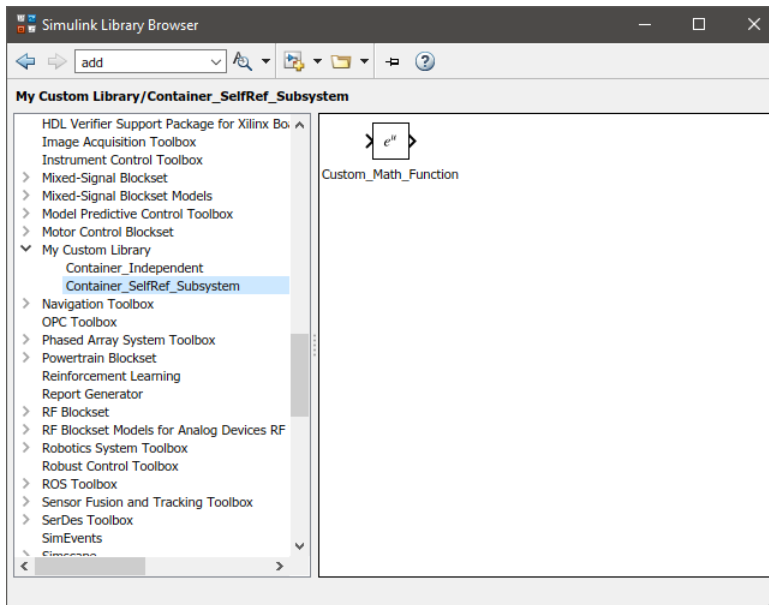 Simulink Library Browser
add
My Custom Library/Container_SelfRef_Subsystem
HDL Verifier Support Package for Xilinx Bo
Image Acquisition Toolbox
Instrument Control Toolbox
Mixed-Signal Blockset
Mixed-Signal Blockset Models
Model Predictive Control Toolbox
Motor Control Blockset
My Custom Library
Container_Independent
Container_SelfRef_Subsystem
Navigation Toolbox
OPC Toolbox
Phased Array System Toolbox
Powertrain Blockset
Reinforcement Learning
Report Generator
RF Blockset
RF Blockset Models for Analog Devices RF
Robotics System Toolbox
Robust Control Toolbox
ROS Toolbox
Sensor Fusion and Tracking Toolbox
SerDes Toolbox
SimEvents
Simscape
eᵘ
Custom_Math_Function